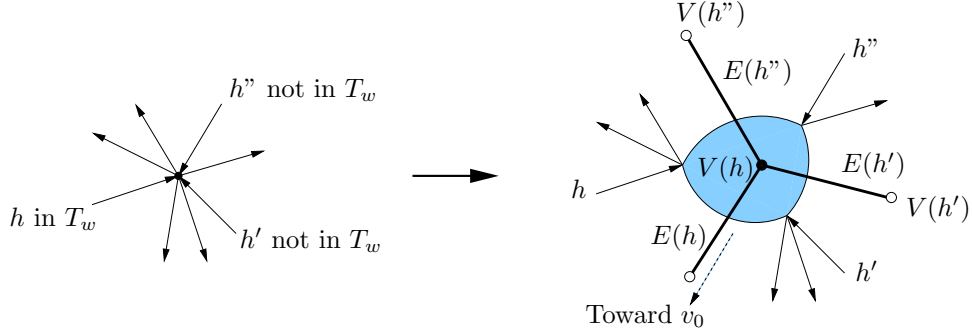 h” not in T_w
h in T_w
h′ not in T_w
V(h”)
h”
E(h”)
V(h)
E(h′)
h
V(h′)
E(h)
h′
Toward v_0